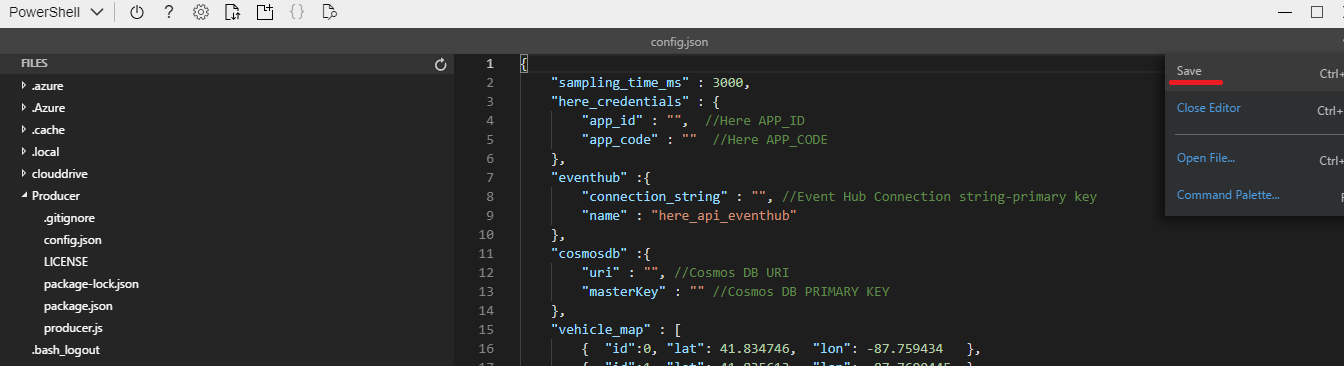 PowerShell
config.json
FILES
.azure
.Azure
.cache
.local
clouddrive
Producer
.gitignore
config.json
LICENSE
package-lock.json
package.json
producer.js
.bash_logout
1 {
2 "sampling_time_ms" : 3000,
3 "here_credentials" : {
4 "app_id" : "", //Here APP_ID
5 "app_code" : "" //Here APP_CODE
6 },
7 "eventhub" :{
8 "connection_string" : "", //Event Hub Connection string-primary key
9 "name" : "here_api_eventhub"
10 },
11 "cosmosdb" :{
12 "uri" : "", //Cosmos DB URI
13 "masterKey" : "" //Cosmos DB PRIMARY KEY
14 },
15 "vehicle_map" : [
16 { "id":0, "lat": 41.834746, "lon": -87.759434 },
17
Save Ctrl+
Close Editor Ctrl+
Open File... Ctrl+
Command Palette...